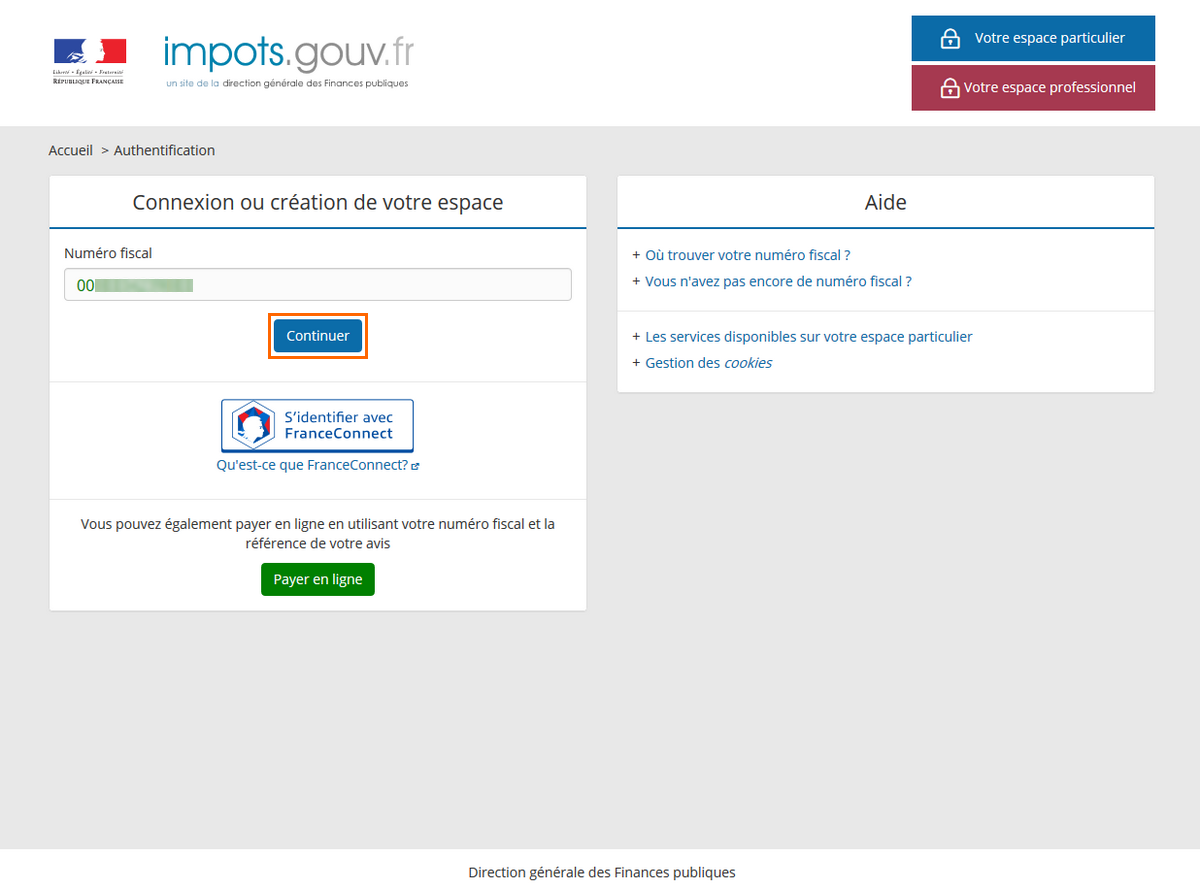 Liberté • Égalité • Fraternité
RÉPUBLIQUE FRANÇAISE
impots.gouv.fr
un site de la direction générale des Finances publiques
Votre espace particulier
Votre espace professionnel
Accueil > Authentification
Connexion ou création de votre espace
Numéro fiscal
00
Continuer
S'identifier avec
FranceConnect
Qu'est-ce que FranceConnect?
Vous pouvez également payer en ligne en utilisant votre numéro fiscal et la
référence de votre avis
Payer en ligne
Aide
+ Où trouver votre numéro fiscal ?
+ Vous n'avez pas encore de numéro fiscal ?
+ Les services disponibles sur votre espace particulier
+ Gestion des cookies
Direction générale des Finances publiques